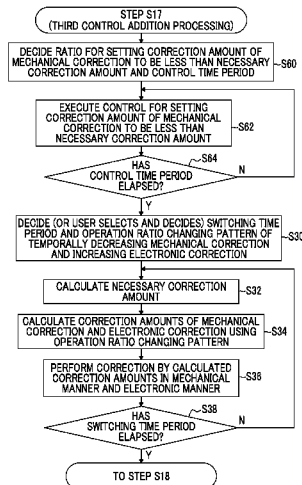 STEP S17
(THIRD CONTROL ADDITION PROCESSING)
DECIDE RATIO FOR SETTING CORRECTION AMOUNT OF
MECHANICAL CORRECTION TO BE LESS THAN NECESSARY
CORRECTION AMOUNT AND CONTROL TIME PERIOD
S60
EXECUTE CONTROL FOR SETTING
CORRECTION AMOUNT OF MECHANICAL
CORRECTION TO BE LESS THAN
NECESSARY CORRECTION AMOUNT
S62
S64
HAS
CONTROL TIME PERIOD
ELAPSED?
N
Y
DECIDE (OR USER SELECTS AND DECIDES) SWITCHING TIME
PERIOD AND OPERATION RATIO CHANGING PATTERN OF
TEMPORALLY DECREASING MECHANICAL CORRECTION
AND INCREASING ELECTRONIC CORRECTION
S30
CALCULATE NECESSARY CORRECTION
AMOUNT
S32
CALCULATE CORRECTION AMOUNTS OF MECHANICAL
CORRECTION AND ELECTRONIC CORRECTION USING
OPERATION RATIO CHANGING PATTERN
S34
PERFORM CORRECTION BY CALCULATED
CORRECTION AMOUNTS IN MECHANICAL
MANNER AND ELECTRONIC MANNER
S36
S38
HAS
SWITCHING TIME PERIOD
ELAPSED?
N
Y
TO STEP S18